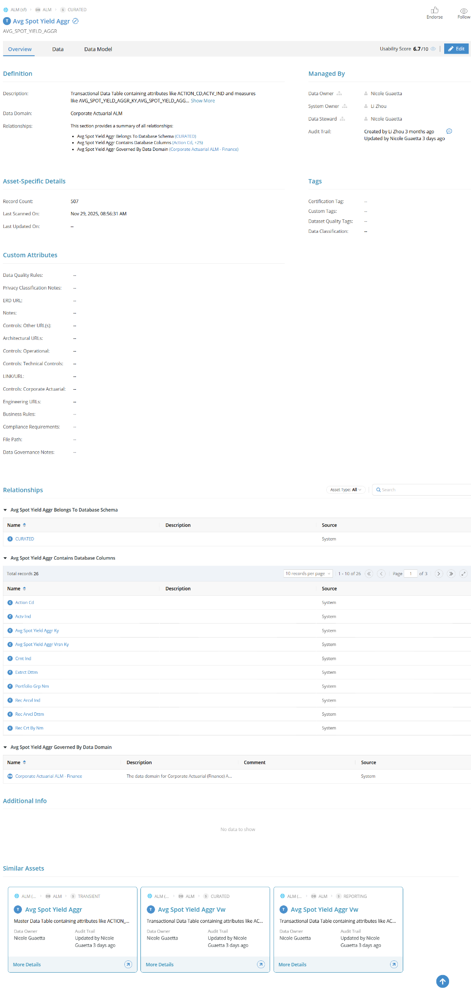 ALM (sf) › DB ALM › S CURATED
Endorse
Follow
T Avg Spot Yield Aggr
AVG_SPOT_YIELD_AGGR
Overview Data Data Model Usability Score 6.7/10 | Edit
Definition
Description: Transactional Data Table containing attributes like ACTION_CD,ACTV_IND and measures
like AVG_SPOT_YIELD_AGGR_KY,AVG_SPOT_YIELD_AGG... Show More
Data Domain: Corporate Actuarial ALM
Relationships: This section provides a summary of all relationships:
• Avg Spot Yield Aggr Belongs To Database Schema (CURATED)
• Avg Spot Yield Aggr Contains Database Columns (Action Cd, +25)
• Avg Spot Yield Aggr Governed By Data Domain (Corporate Actuarial ALM - Finance)
Managed By
Data Owner Nicole Guaetta
System Owner Li Zhou
Data Steward Nicole Guaetta
Audit Trail: Created by Li Zhou 3 months ago
Updated by Nicole Guaetta 3 days ago
Asset-Specific Details
Record Count: 507
Last Scanned On: Nov 29, 2025, 08:56:31 AM
Last Updated On: --
Tags
Certification Tag: --
Custom Tags: --
Dataset Quality Tags: --
Data Classification: --
Custom Attributes
Data Quality Rules: --
Privacy Classification Notes: --
ERD URL: --
Notes: --
Controls: Other URL(s): --
Architectural URLs: --
Controls: Operational: --
Controls: Technical Controls: --
LINK/URL: --
Controls: Corporate Actuarial: --
Engineering URLs: --
Business Rules: --
Compliance Requirements: --
File Path: --
Data Governance Notes: --
Relationships Asset Type: All Search
Avg Spot Yield Aggr Belongs To Database Schema
Name Description Source
S CURATED System
Avg Spot Yield Aggr Contains Database Columns
Total records 26 10 records per page 1 - 10 of 26 Page 1 of 3
Name Description Source
C Action Cd System
C Actv Ind System
C Avg Spot Yield Aggr Ky System
C Avg Spot Yield Aggr Vrsn Ky System
C Crnt Ind System
C Extrct Dttm System
C Portfolio Grp Nm System
C Rec Arcvl Ind System
C Rec Arvcl Dttm System
C Rec Crt By Nm System
Avg Spot Yield Aggr Governed By Data Domain
Name Description Comment Source
DM Corporate Actuarial ALM - Finance The data domain for Corporate Actuarial (Finance) A... System
Additional Info
No data to show
Similar Assets
ALM (... › DB ALM › S TRANSIENT
T Avg Spot Yield Aggr
Master Data Table containing attributes like ACTION_...
Data Owner Audit Trail
Nicole Guaetta Updated by Nicole
Guaetta 3 days ago
More Details
ALM (... › DB ALM › S CURATED
T Avg Spot Yield Aggr Vw
Transactional Data Table containing attributes like AC...
Data Owner Audit Trail
Nicole Guaetta Updated by Nicole
Guaetta 3 days ago
More Details
ALM (... › DB ALM › S REPORTING
T Avg Spot Yield Aggr Vw
Transactional Data Table containing attributes like AC...
Data Owner Audit Trail
Nicole Guaetta Updated by Nicole
Guaetta 3 days ago
More Details